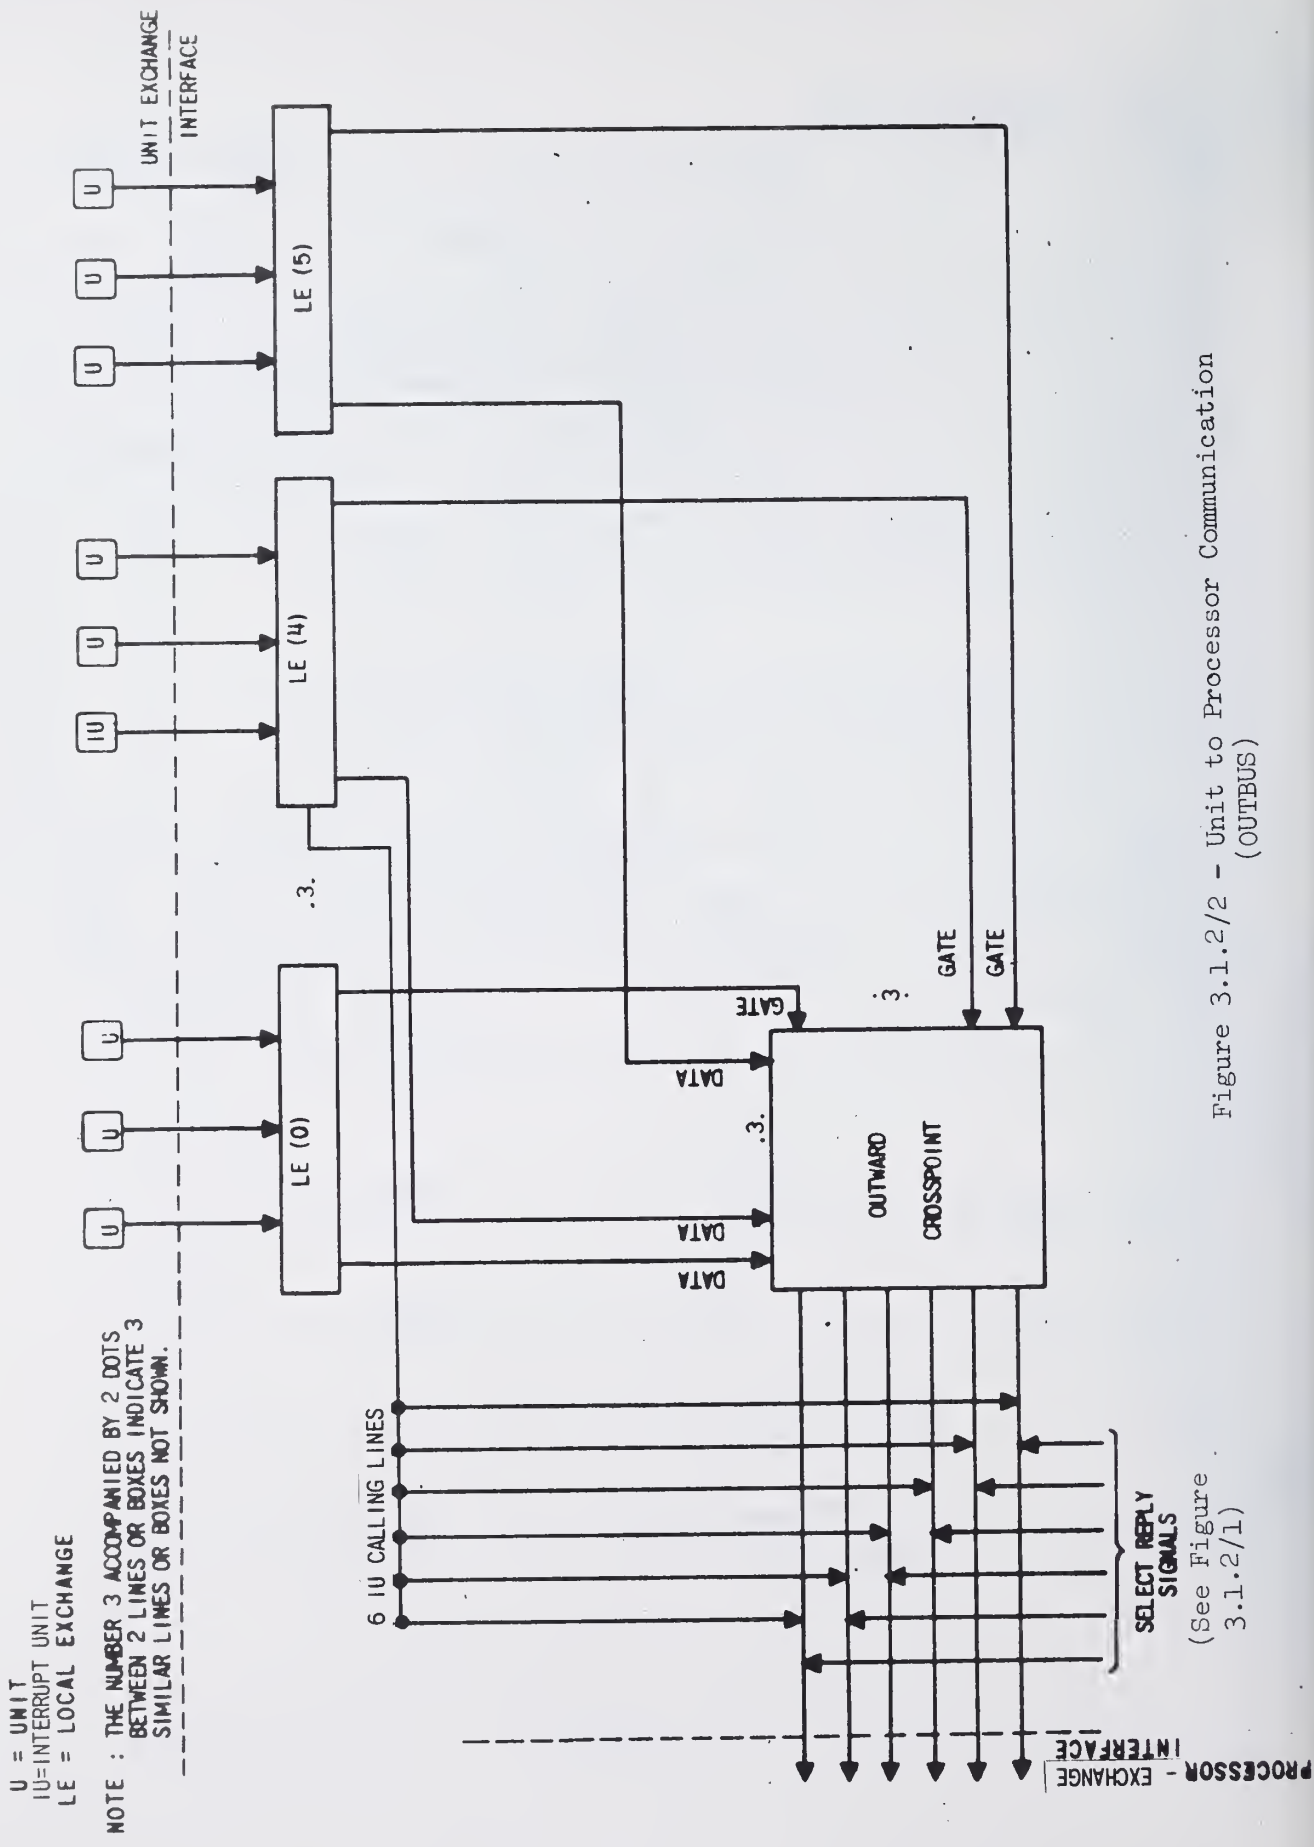 U = UNIT
IU=INTERRUPT UNIT
LE = LOCAL EXCHANGE
NOTE : THE NUMBER 3 ACCOMPANIED BY 2 DOTS
BETWEEN 2 LINES OR BOXES INDICATE 3
SIMILAR LINES OR BOXES NOT SHOWN.
U
U
U
IU
U
U
U
U
U
UNIT EXCHANGE
INTERFACE
LE (0)
.3.
LE (4)
LE (5)
6 IU CALLING LINES
DATA
DATA
.3.
DATA
GATE
OUTWARD
CROSSPOINT
.3.
GATE
GATE
SELECT REPLY
SIGNALS
(See Figure
3.1.2/1)
PROCESSOR - EXCHANGE
INTERFACE
Figure 3.1.2/2 - Unit to Processor Communication
(OUTBUS)